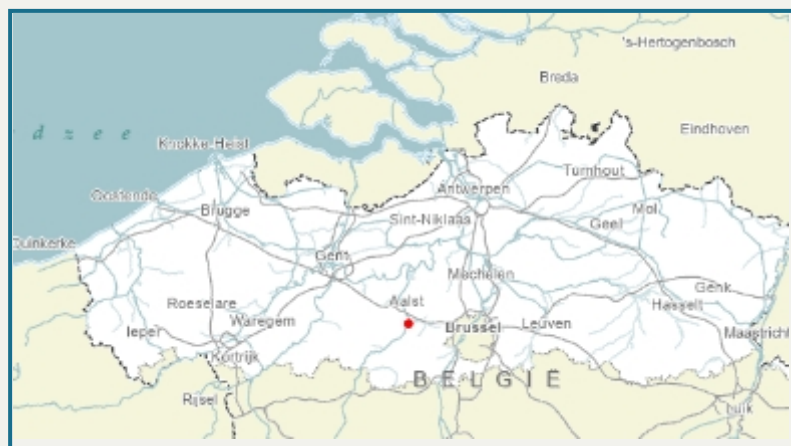 's-Hertogenbosch
Breda
Eindhoven
dzee
Knokke-Heist
Turnhout
Antwerpen
Oostende
Mol
Brugge
Sint-Niklaas
Geel
Duinkerke
Gent
Mechelen
Genk
Roeselare
Aalst
Hasselt
Waregem
Brussel
Leuven
Ieper
Maastricht
Kortrijk
BELGIË
Rijsel
Luik